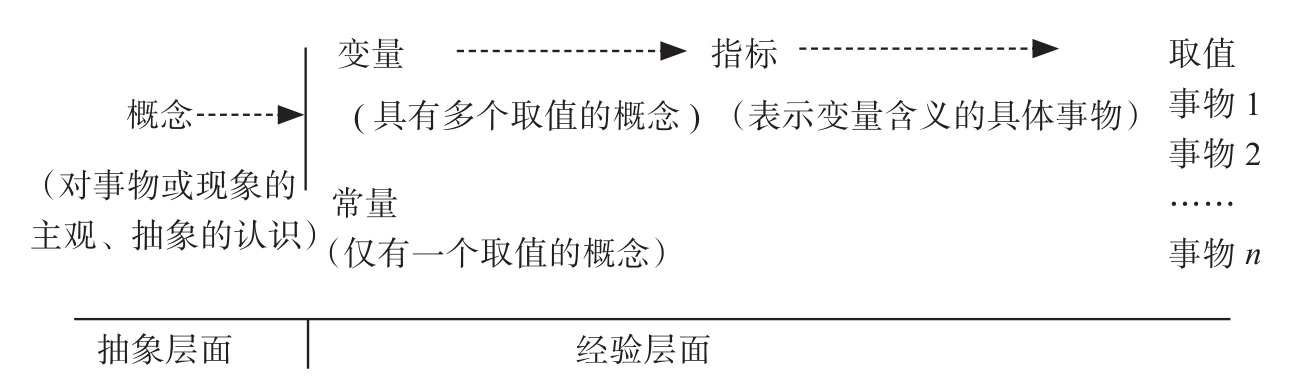 变量 指标 取值
概念 (具有多个取值的概念) (表示变量含义的具体事物) 事物 1
事物 2
(对事物或现象的
主观、抽象的认识)
常量 ……
(仅有一个取值的概念) 事物 n
抽象层面 经验层面